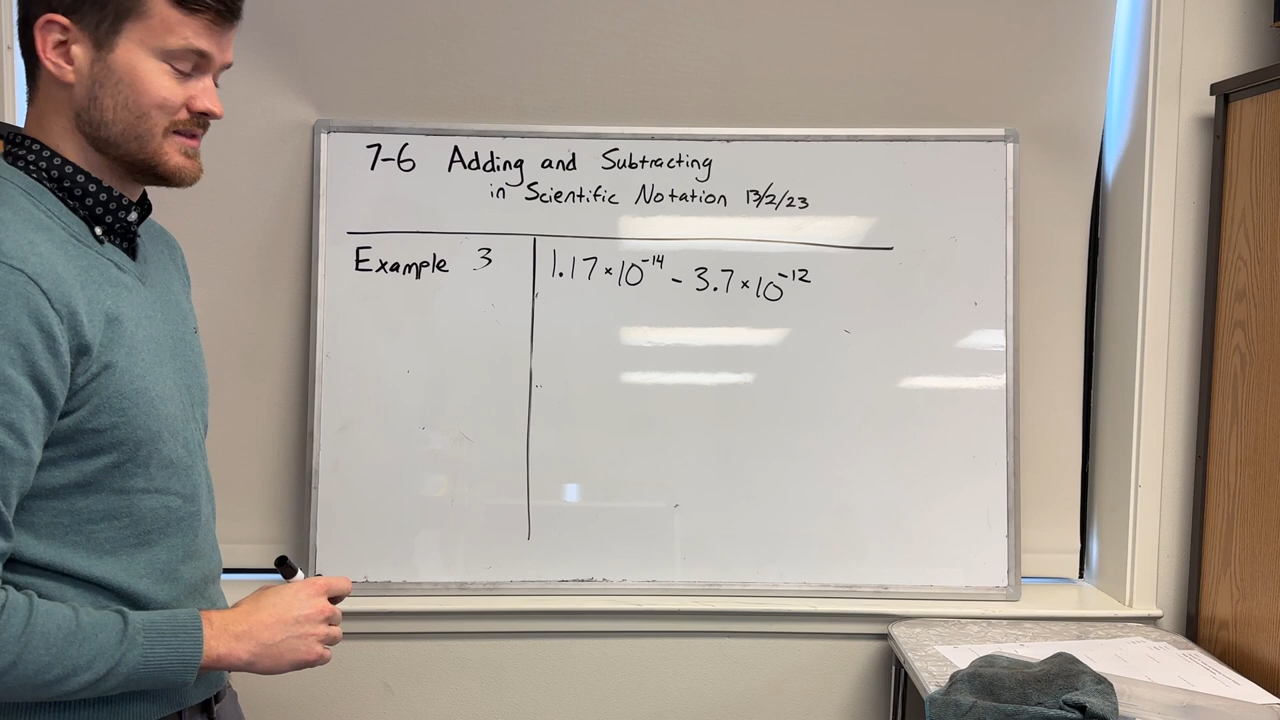 7-6 Adding and Subtracting
in Scientific Notation 13/2/23
Example 3
1.17×10⁻¹⁴ - 3.7×10⁻¹²